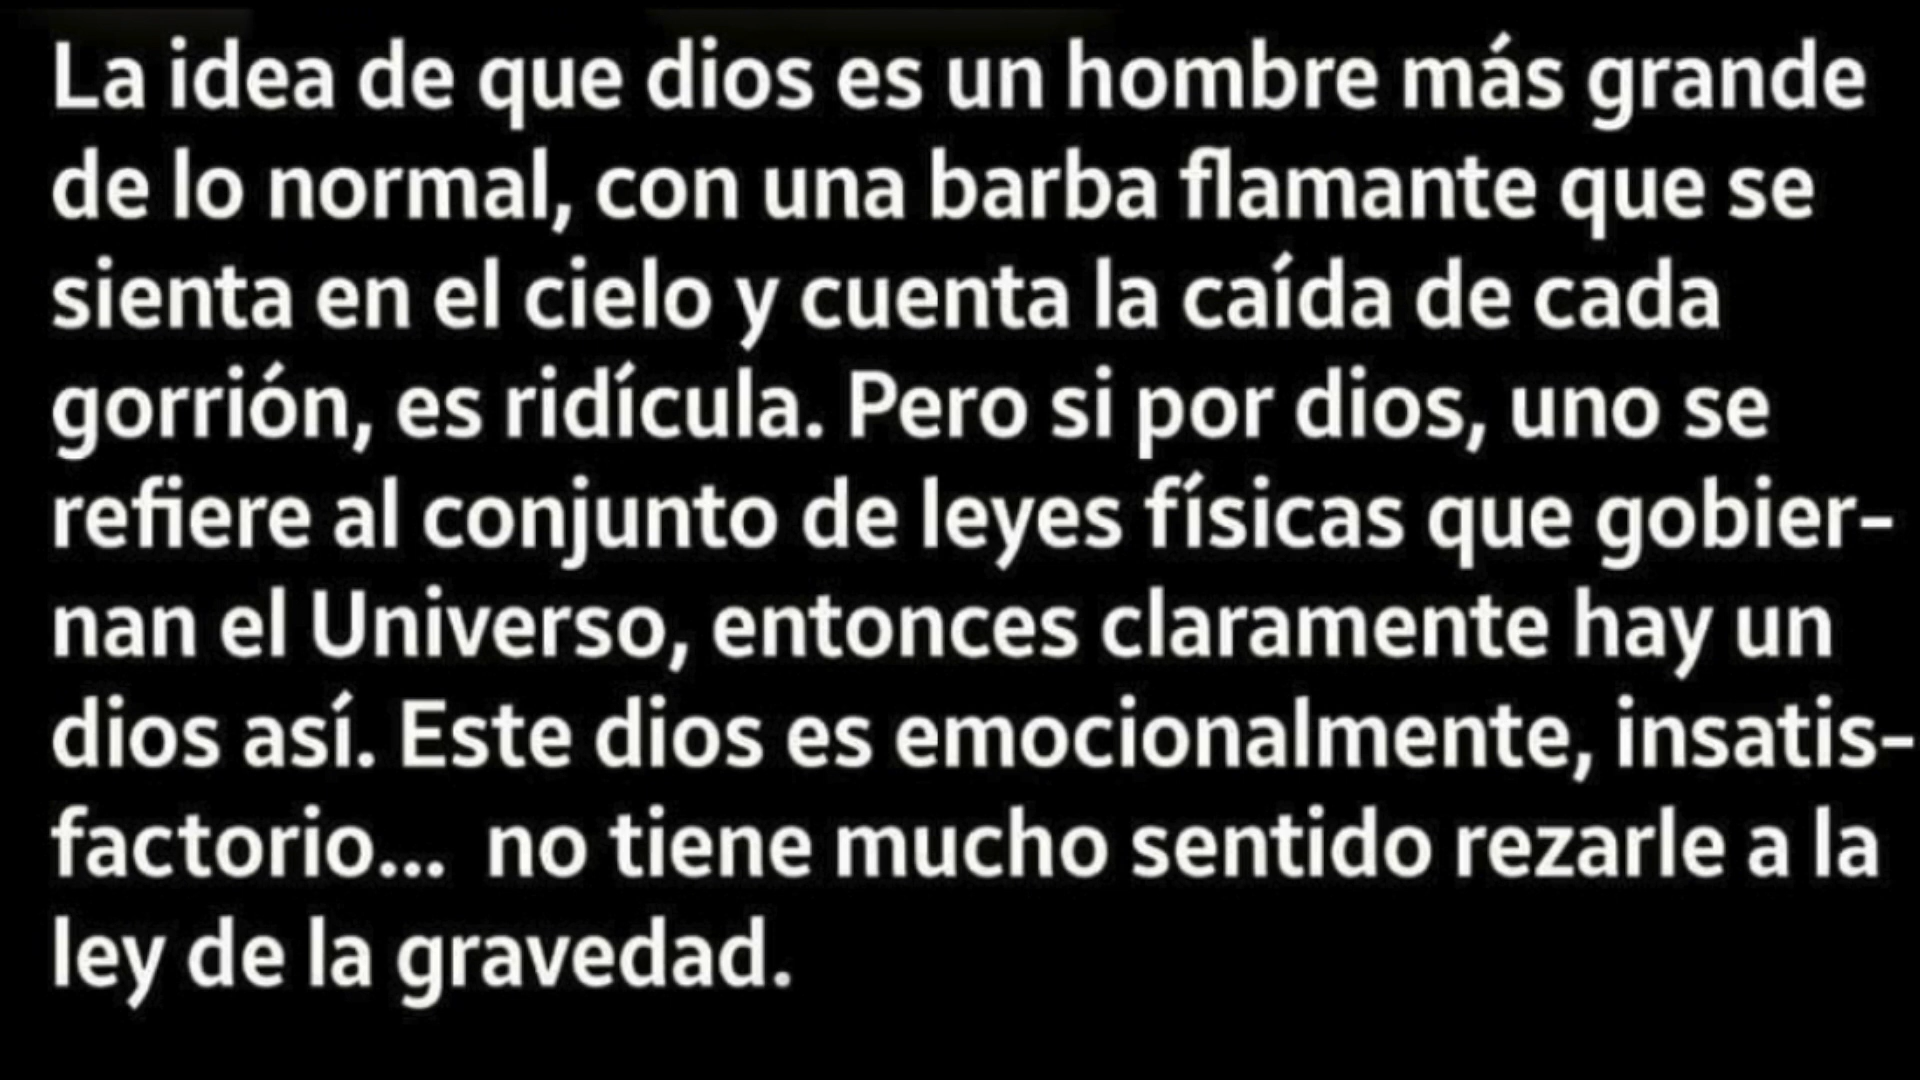 La idea de que dios es un hombre más grande
de lo normal, con una barba flamante que se
sienta en el cielo y cuenta la caída de cada
gorrión, es ridícula. Pero si por dios, uno se
refiere al conjunto de leyes físicas que gobier-
nan el Universo, entonces claramente hay un
dios así. Este dios es emocionalmente, insatis-
factorio... no tiene mucho sentido rezarle a la
ley de la gravedad.